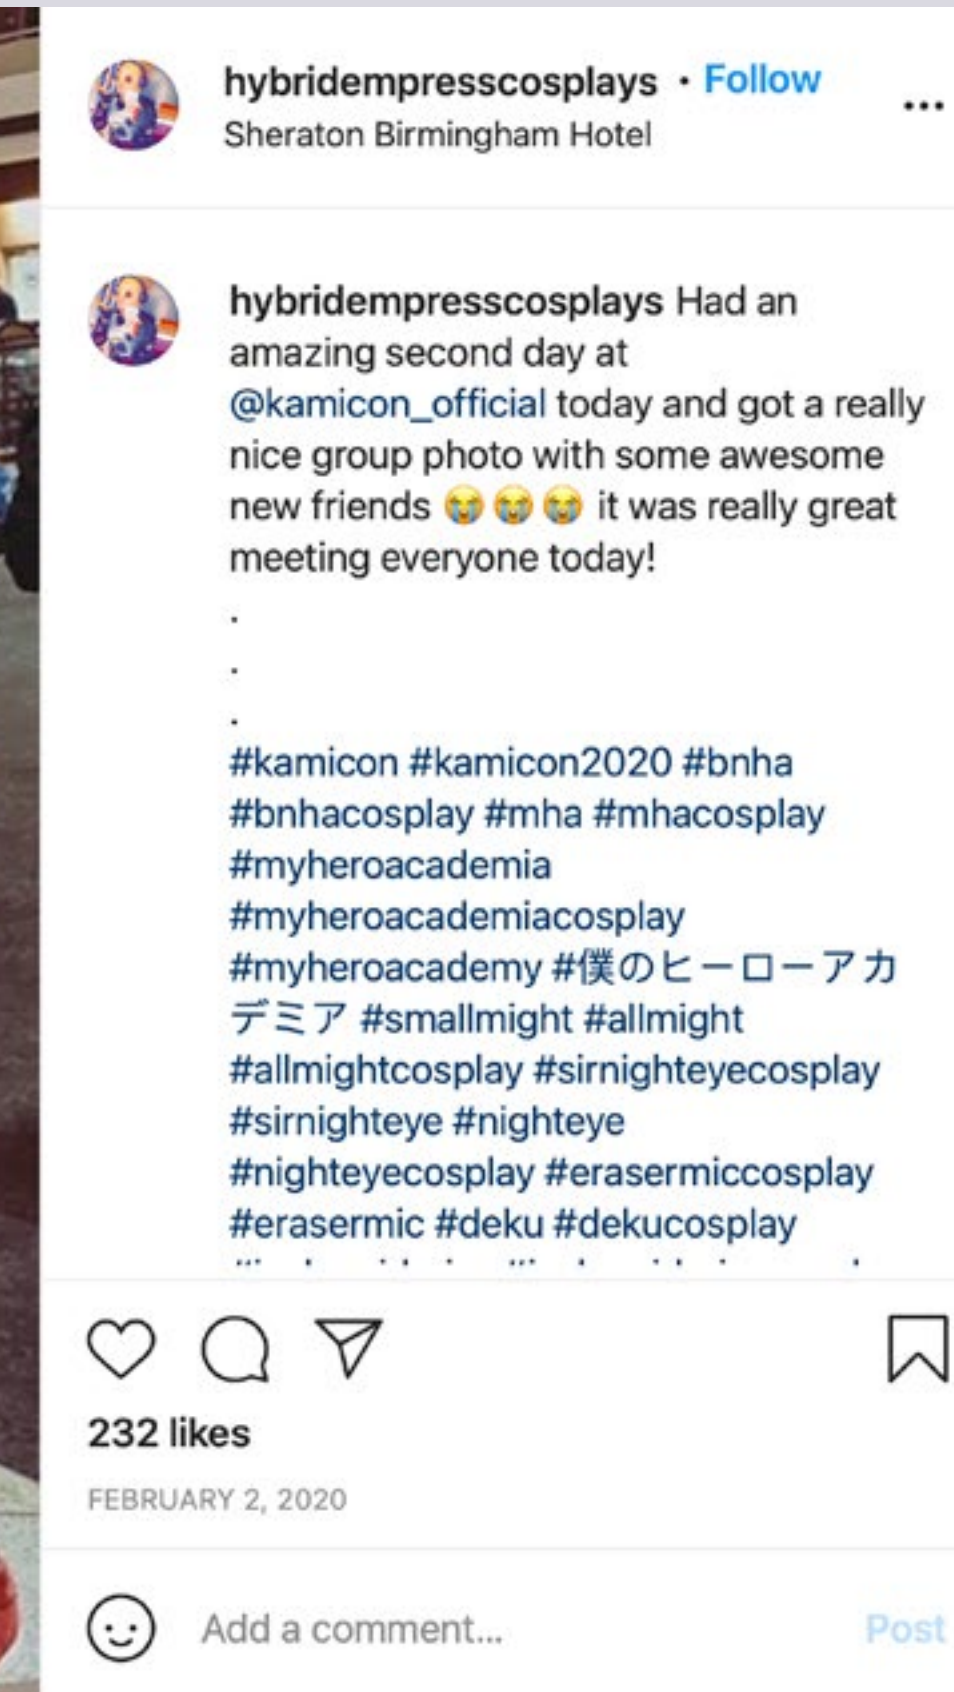 hybridempresscosplays • Follow
Sheraton Birmingham Hotel
hybridempresscosplays Had an
amazing second day at
@kamicon_official today and got a really
nice group photo with some awesome
new friends 😭😭😭 it was really great
meeting everyone today!
.
.
.
#kamicon #kamicon2020 #bnha
#bnhacosplay #mha #mhacosplay
#myheroacademia
#myheroacademiacosplay
#myheroacademy #僕のヒーローアカ
デミア #smallmight #allmight
#allmightcosplay #sirnighteyecosplay
#sirnighteye #nighteye
#nighteyecosplay #erasermiccosplay
#erasermic #deku #dekucosplay
232 likes
FEBRUARY 2, 2020
Add a comment...
Post